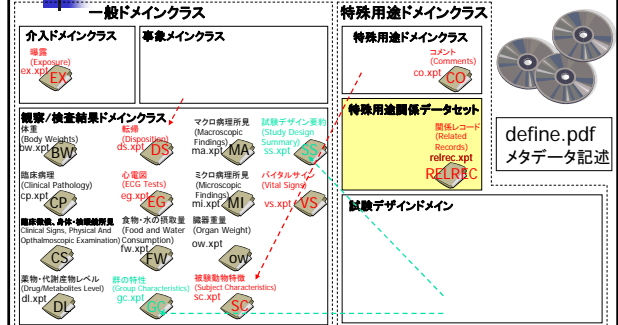 一般ドメインクラス
特殊用途ドメインクラス
介入ドメインクラス
事象メインクラス
特殊用途ドメインクラス
曝露
(Exposure)
ex.xpt
EX
コメント
(Comments)
co.xpt
CO
観察/検査結果ドメインクラス
体重
(Body Weights)
bw.xpt
BW
転帰
(Disposition)
ds.xpt
DS
マクロ病理所見
(Macroscopic
Findings)
ma.xpt
MA
試験デザイン要約
(Study Design
Summary)
ss.xpt
SS
臨床病理
(Clinical Pathology)
cp.xpt
CP
心電図
(ECG Tests)
eg.xpt
EG
ミクロ病理所見
(Microscopic
Findings)
mi.xpt
MI
バイタルサイン
(Vital Signs)
vs.xpt
VS
臨床徴候、身体・検眼鏡所見
Clinical Signs, Physical And
Opthalmoscopic Examination)
CS
食物・水の摂取量
(Food and Water
Consumption)
fw.xpt
FW
臓器重量
(Organ Weight)
ow.xpt
ow
薬物・代謝産物レベル
(Drug/Metabolites Level)
dl.xpt
DL
群の特性
(Group Characteristics)
gc.xpt
GC
被験動物特徴
(Subject Characteristics)
sc.xpt
SC
特殊用途関係データセット
関係レコード
(Related
Records)
relrec.xpt
RELREC
試験デザインドメイン
define.pdf
メタデータ記述